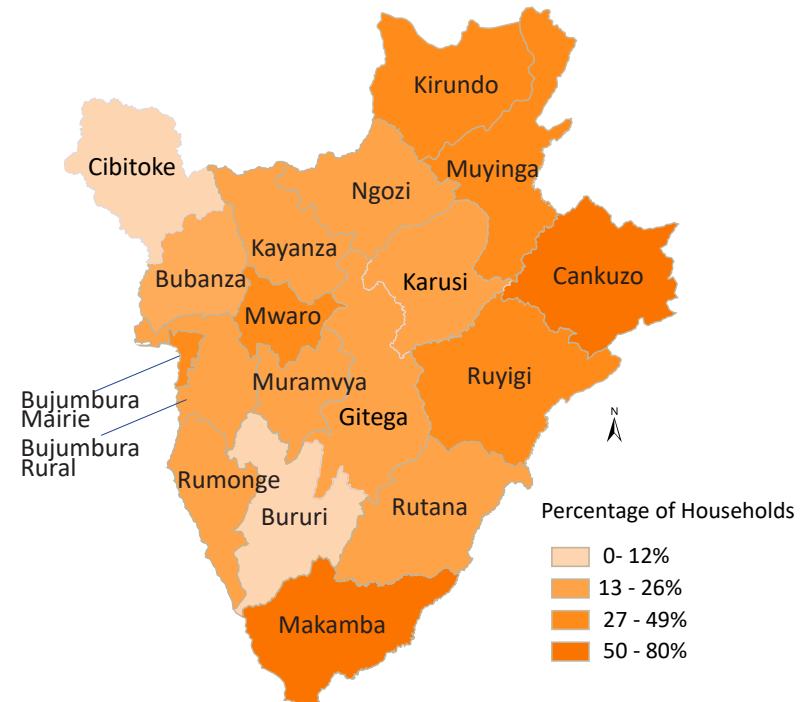 Kirundo
Cibitoke
Muyinga
Ngozi
Kayanza
Bubanza
Karusi
Cankuzo
Mwaro
Ruyigi
Muramvya
Bujumbura
Mairie
Gitega
N
Bujumbura
Rural
Rumonge
Rutana
Bururi
Percentage of Households
0- 12%
13 - 26%
27 - 49%
50 - 80%
Makamba